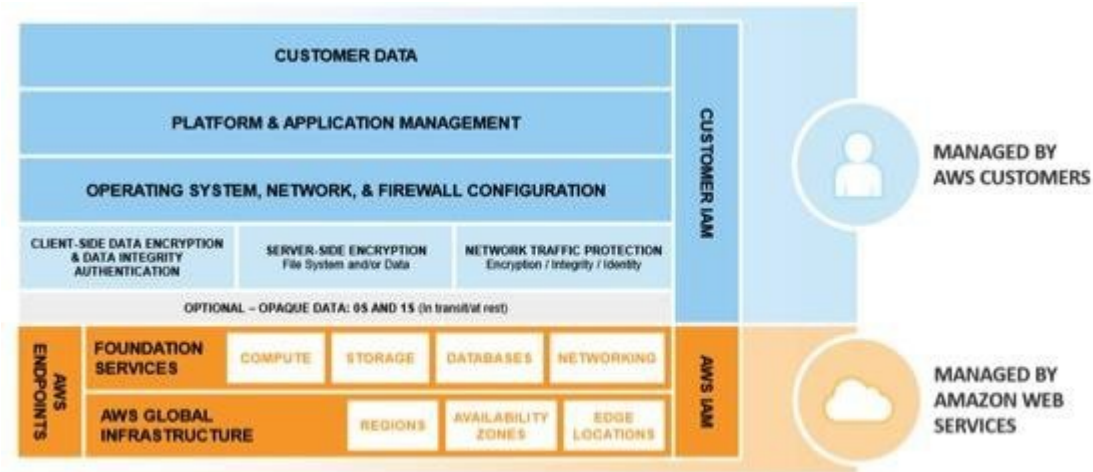 CUSTOMER DATA
PLATFORM & APPLICATION MANAGEMENT
OPERATING SYSTEM, NETWORK, & FIREWALL CONFIGURATION
CLIENT-SIDE DATA ENCRYPTION
& DATA INTEGRITY
AUTHENTICATION
SERVER-SIDE ENCRYPTION
File System and/or Data
NETWORK TRAFFIC PROTECTION
Encryption / Integrity / Identity
OPTIONAL – OPAQUE DATA: 0S AND 1S (in transit/at rest)
CUSTOMER IAM
MANAGED BY
AWS CUSTOMERS
AWS
ENDPOINTS
FOUNDATION
SERVICES
COMPUTE
STORAGE
DATABASES
NETWORKING
AWS GLOBAL
INFRASTRUCTURE
REGIONS
AVAILABILITY
ZONES
EDGE
LOCATIONS
AWS IAM
MANAGED BY
AMAZON WEB
SERVICES